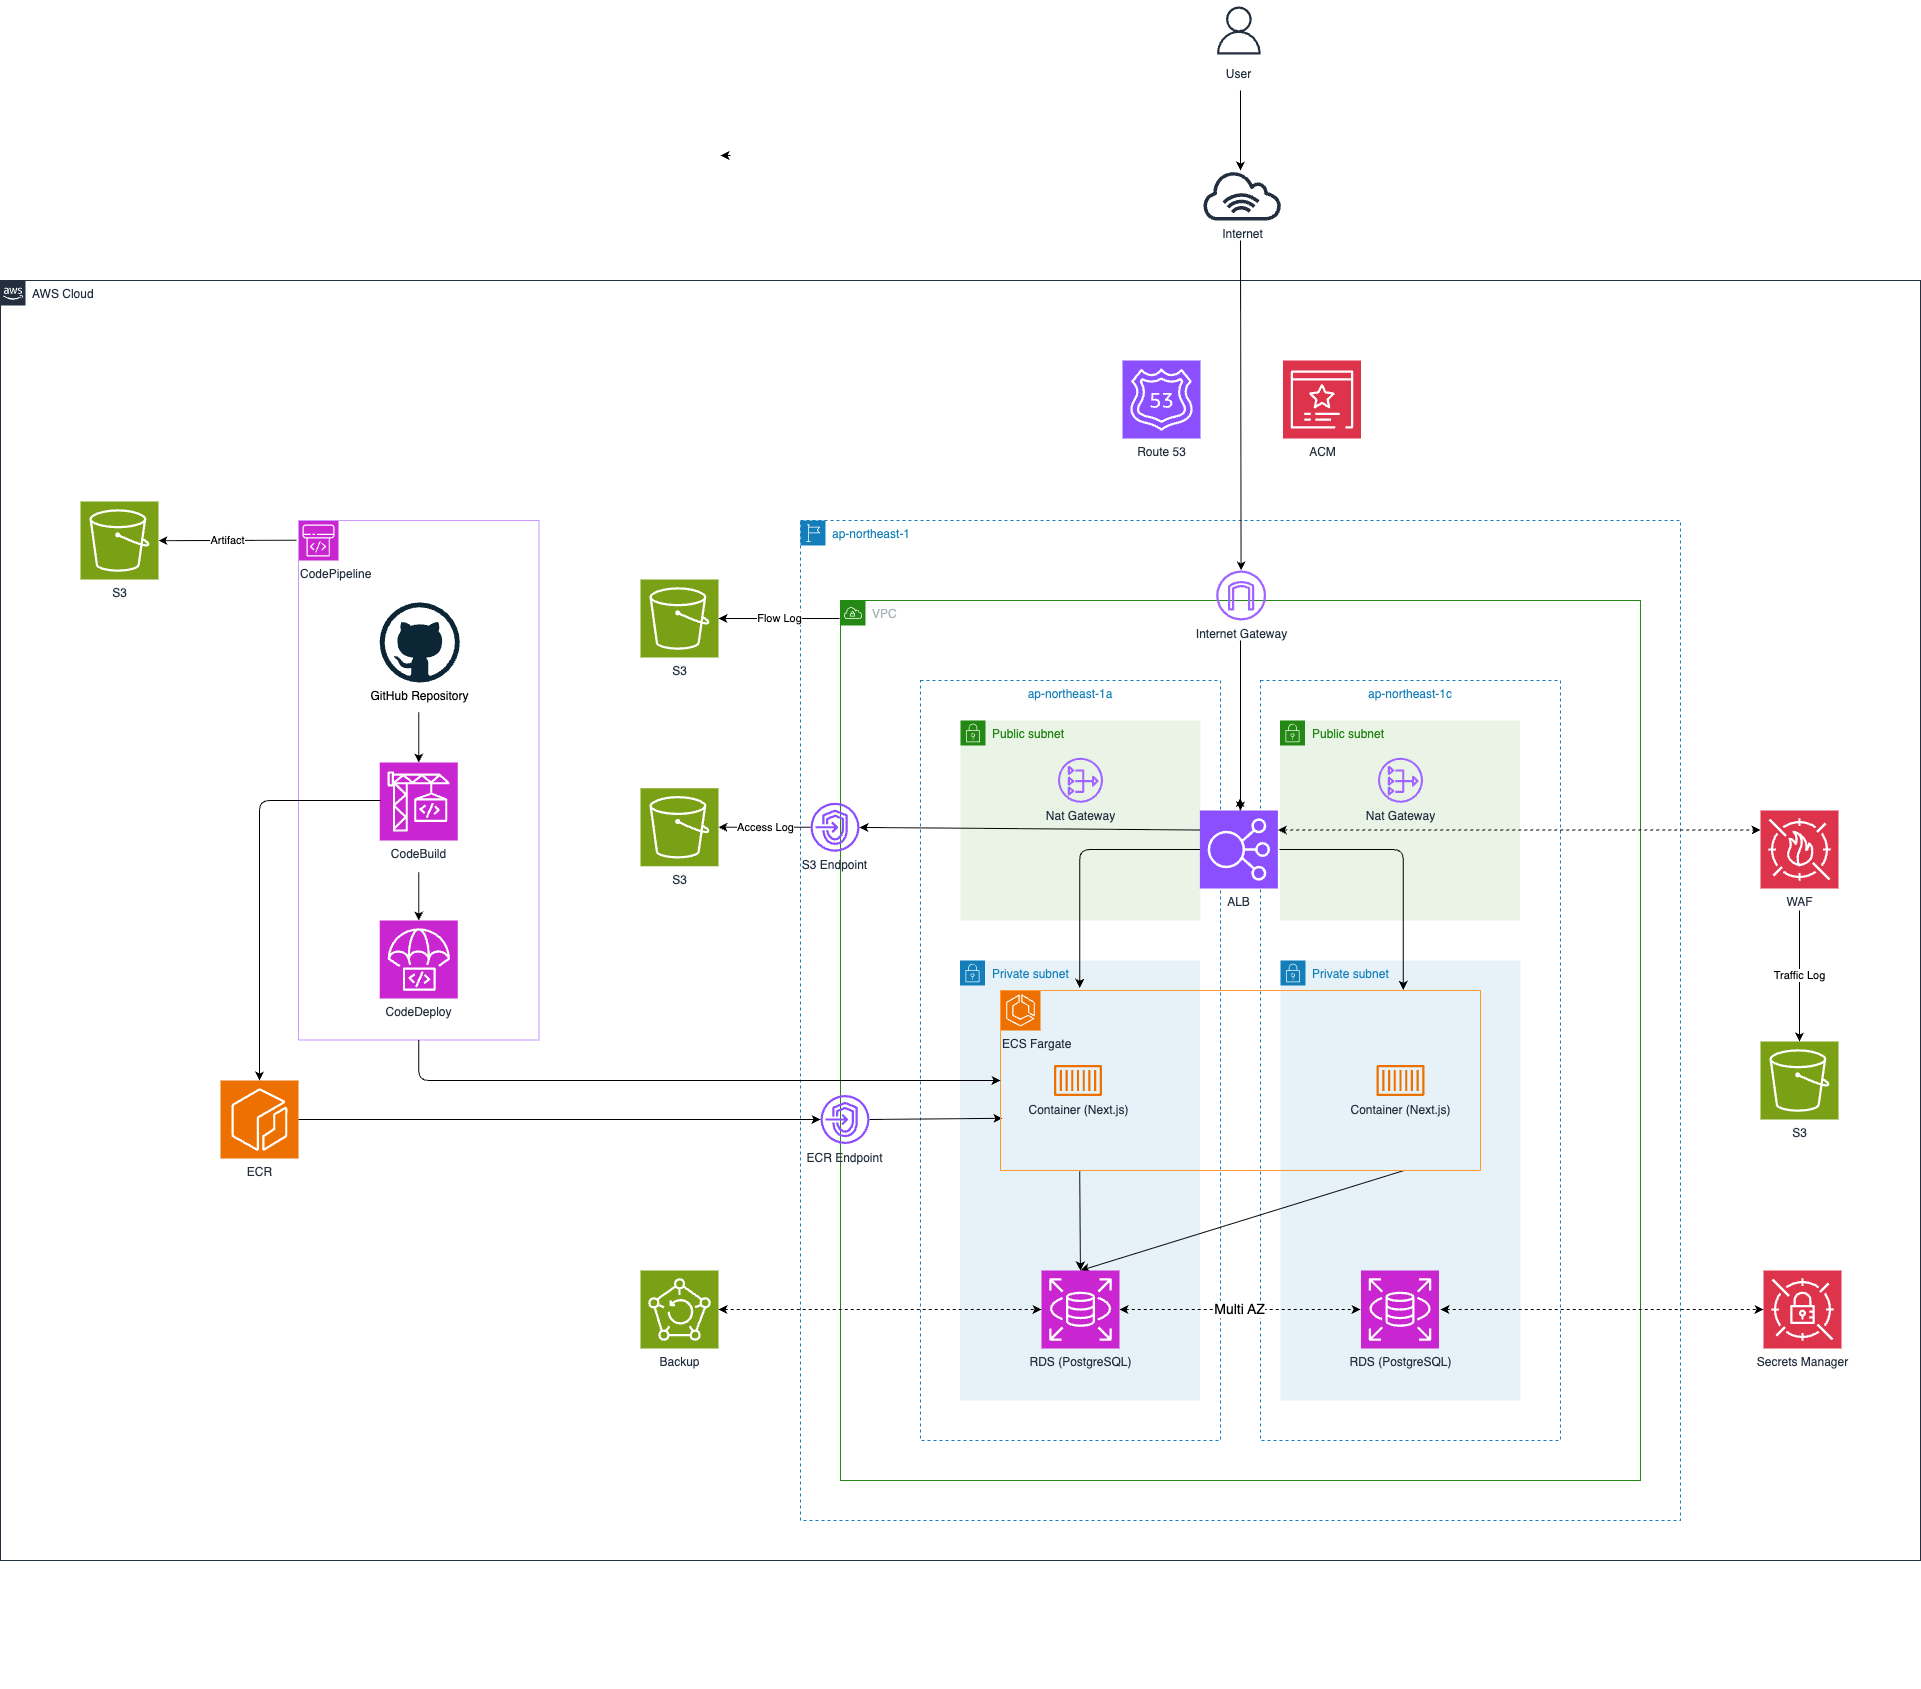 User
Internet
aws
AWS Cloud
53
Route 53
ACM
S3
Artifact
CodePipeline
GitHub Repository
CodeBuild
CodeDeploy
ECR
ap-northeast-1
S3
Flow Log
VPC
Internet Gateway
ap-northeast-1a
ap-northeast-1c
Public subnet
Public subnet
Nat Gateway
Nat Gateway
S3
Access Log
S3 Endpoint
ALB
WAF
Traffic Log
S3
Private subnet
Private subnet
ECS Fargate
Container (Next.js)
Container (Next.js)
ECR Endpoint
Backup
RDS (PostgreSQL)
Multi AZ
RDS (PostgreSQL)
Secrets Manager